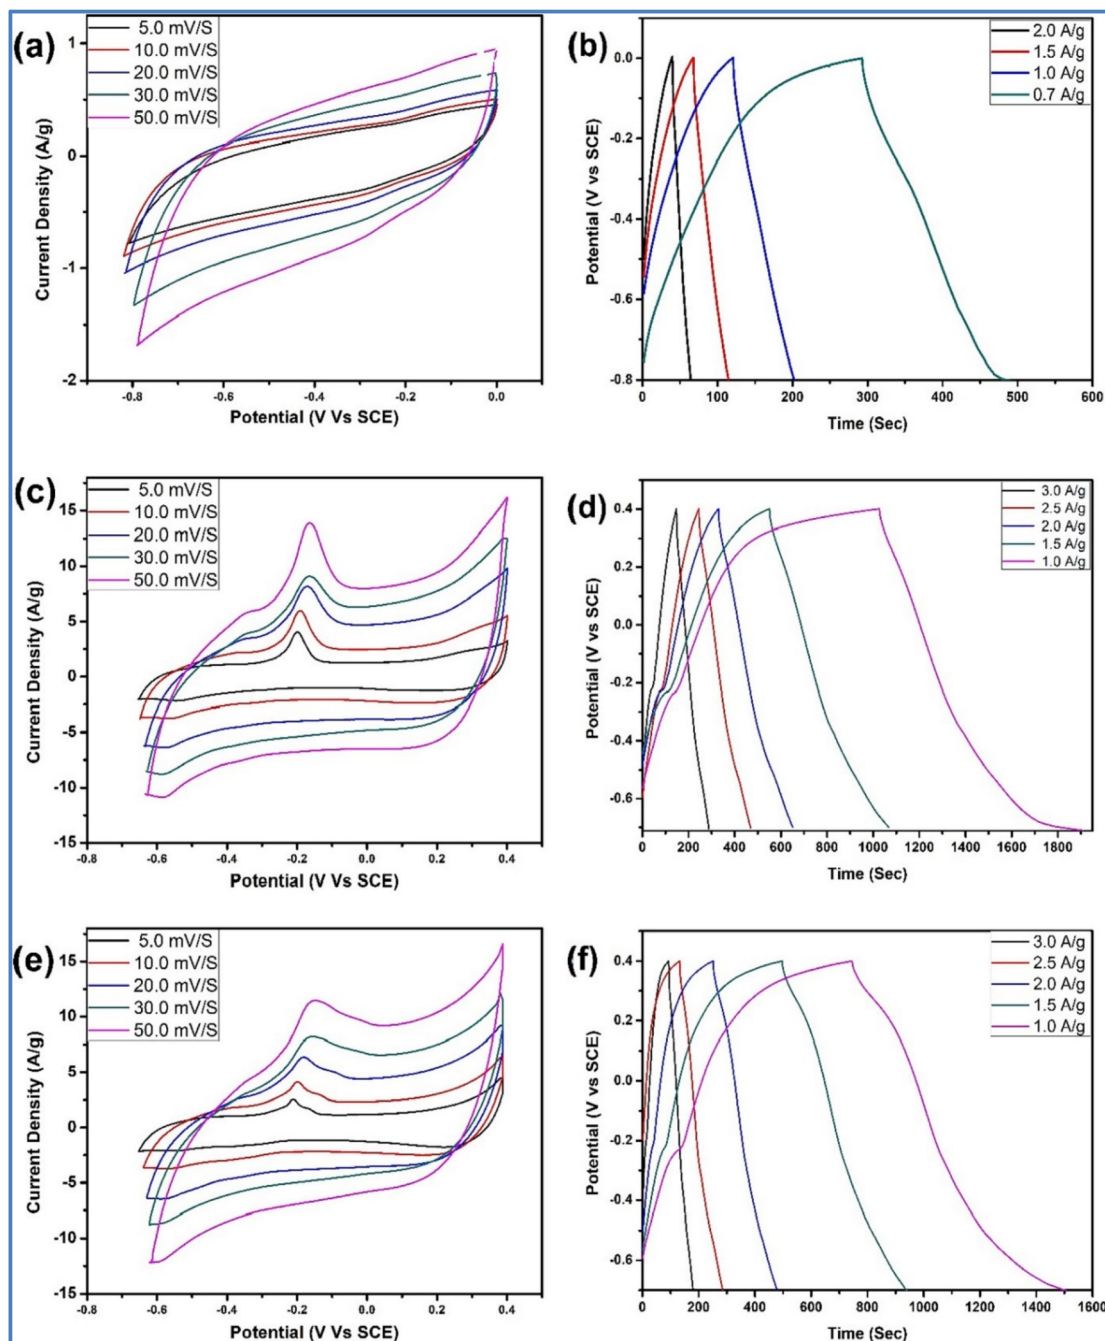 (a)
5.0 mV/S
10.0 mV/S
20.0 mV/S
30.0 mV/S
50.0 mV/S
1
0
-1
-2
Current Density (A/g)
-0.8 -0.6 -0.4 -0.2 0.0
Potential (V Vs SCE)
(b)
2.0 A/g
1.5 A/g
1.0 A/g
0.7 A/g
0.0
-0.2
-0.4
-0.6
-0.8
Potential (V vs SCE)
0 100 200 300 400 500 600
Time (Sec)
(c)
5.0 mV/S
10.0 mV/S
20.0 mV/S
30.0 mV/S
50.0 mV/S
15
10
5
0
-5
-10
-15
Current Density (A/g)
-0.8 -0.6 -0.4 -0.2 0.0 0.2 0.4
Potential (V Vs SCE)
(d)
3.0 A/g
2.5 A/g
2.0 A/g
1.5 A/g
1.0 A/g
0.4
0.2
0.0
-0.2
-0.4
-0.6
Potential (V vs SCE)
0 200 400 600 800 1000 1200 1400 1600 1800
Time (Sec)
(e)
5.0 mV/S
10.0 mV/S
20.0 mV/S
30.0 mV/S
50.0 mV/S
15
10
5
0
-5
-10
-15
Current Density (A/g)
-0.8 -0.6 -0.4 -0.2 0.0 0.2 0.4
Potential (V Vs SCE)
(f)
3.0 A/g
2.5 A/g
2.0 A/g
1.5 A/g
1.0 A/g
0.4
0.2
0.0
-0.2
-0.4
-0.6
Potential (V vs SCE)
0 200 400 600 800 1000 1200 1400 1600
Time (Sec)